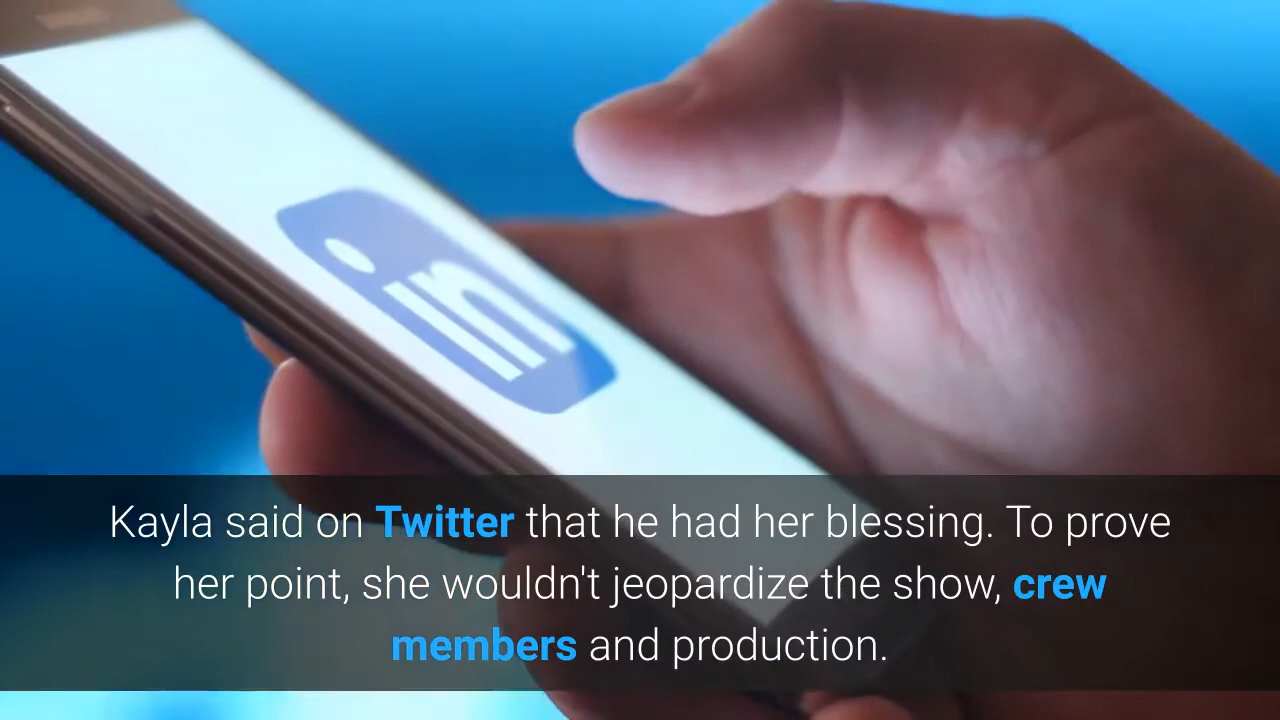 in
Kayla said on Twitter that he had her blessing. To prove
her point, she wouldn't jeopardize the show, crew
members and production.